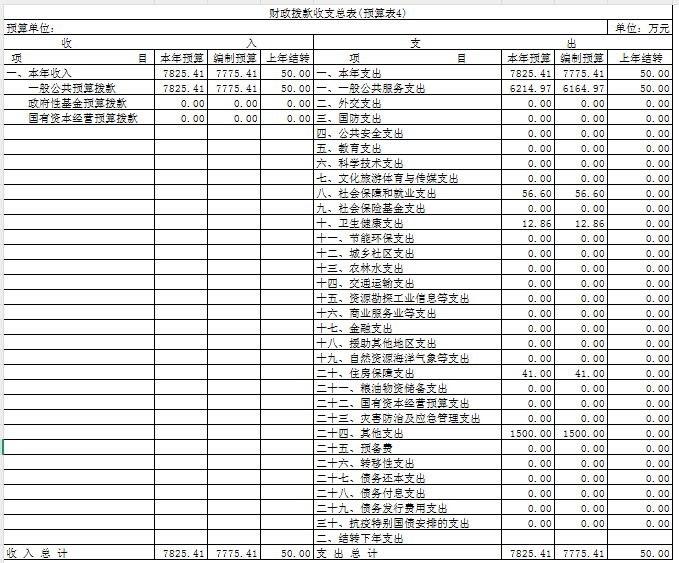 财政拨款收支总表(预算表4)
预算单位: 单位: 万元
收 入 支 出
项 目 本年预算 编制预算 上年结转 项 目 本年预算 编制预算 上年结转
一、本年收入 7825.41 7775.41 50.00 一、本年支出 7825.41 7775.41 50.00
一般公共预算拨款 7825.41 7775.41 50.00 一、一般公共服务支出 6214.97 6164.97 50.00
政府性基金预算拨款 0.00 0.00 0.00 二、外交支出 0.00 0.00 0.00
国有资本经营预算拨款 0.00 0.00 0.00 三、国防支出 0.00 0.00 0.00
四、公共安全支出 0.00 0.00 0.00
五、教育支出 0.00 0.00 0.00
六、科学技术支出 0.00 0.00 0.00
七、文化旅游体育与传媒支出 0.00 0.00 0.00
八、社会保障和就业支出 56.60 56.60 0.00
九、社会保险基金支出 0.00 0.00 0.00
十、卫生健康支出 12.86 12.86 0.00
十一、节能环保支出 0.00 0.00 0.00
十二、城乡社区支出 0.00 0.00 0.00
十三、农林水支出 0.00 0.00 0.00
十四、交通运输支出 0.00 0.00 0.00
十五、资源勘探工业信息等支出 0.00 0.00 0.00
十六、商业服务业等支出 0.00 0.00 0.00
十七、金融支出 0.00 0.00 0.00
十八、援助其他地区支出 0.00 0.00 0.00
十九、自然资源海洋气象等支出 0.00 0.00 0.00
二十、住房保障支出 41.00 41.00 0.00
二十一、粮油物资储备支出 0.00 0.00 0.00
二十二、国有资本经营预算支出 0.00 0.00 0.00
二十三、灾害防治及应急管理支出 0.00 0.00 0.00
二十四、其他支出 1500.00 1500.00 0.00
二十五、预备费 0.00 0.00 0.00
二十六、转移性支出 0.00 0.00 0.00
二十七、债务还本支出 0.00 0.00 0.00
二十八、债务付息支出 0.00 0.00 0.00
二十九、债务发行费用支出 0.00 0.00 0.00
三十、抗疫特别国债安排的支出 0.00 0.00 0.00
二、结转下年支出
收 入 总 计 7825.41 7775.41 50.00 支 出 总 计 7825.41 7775.41 50.00